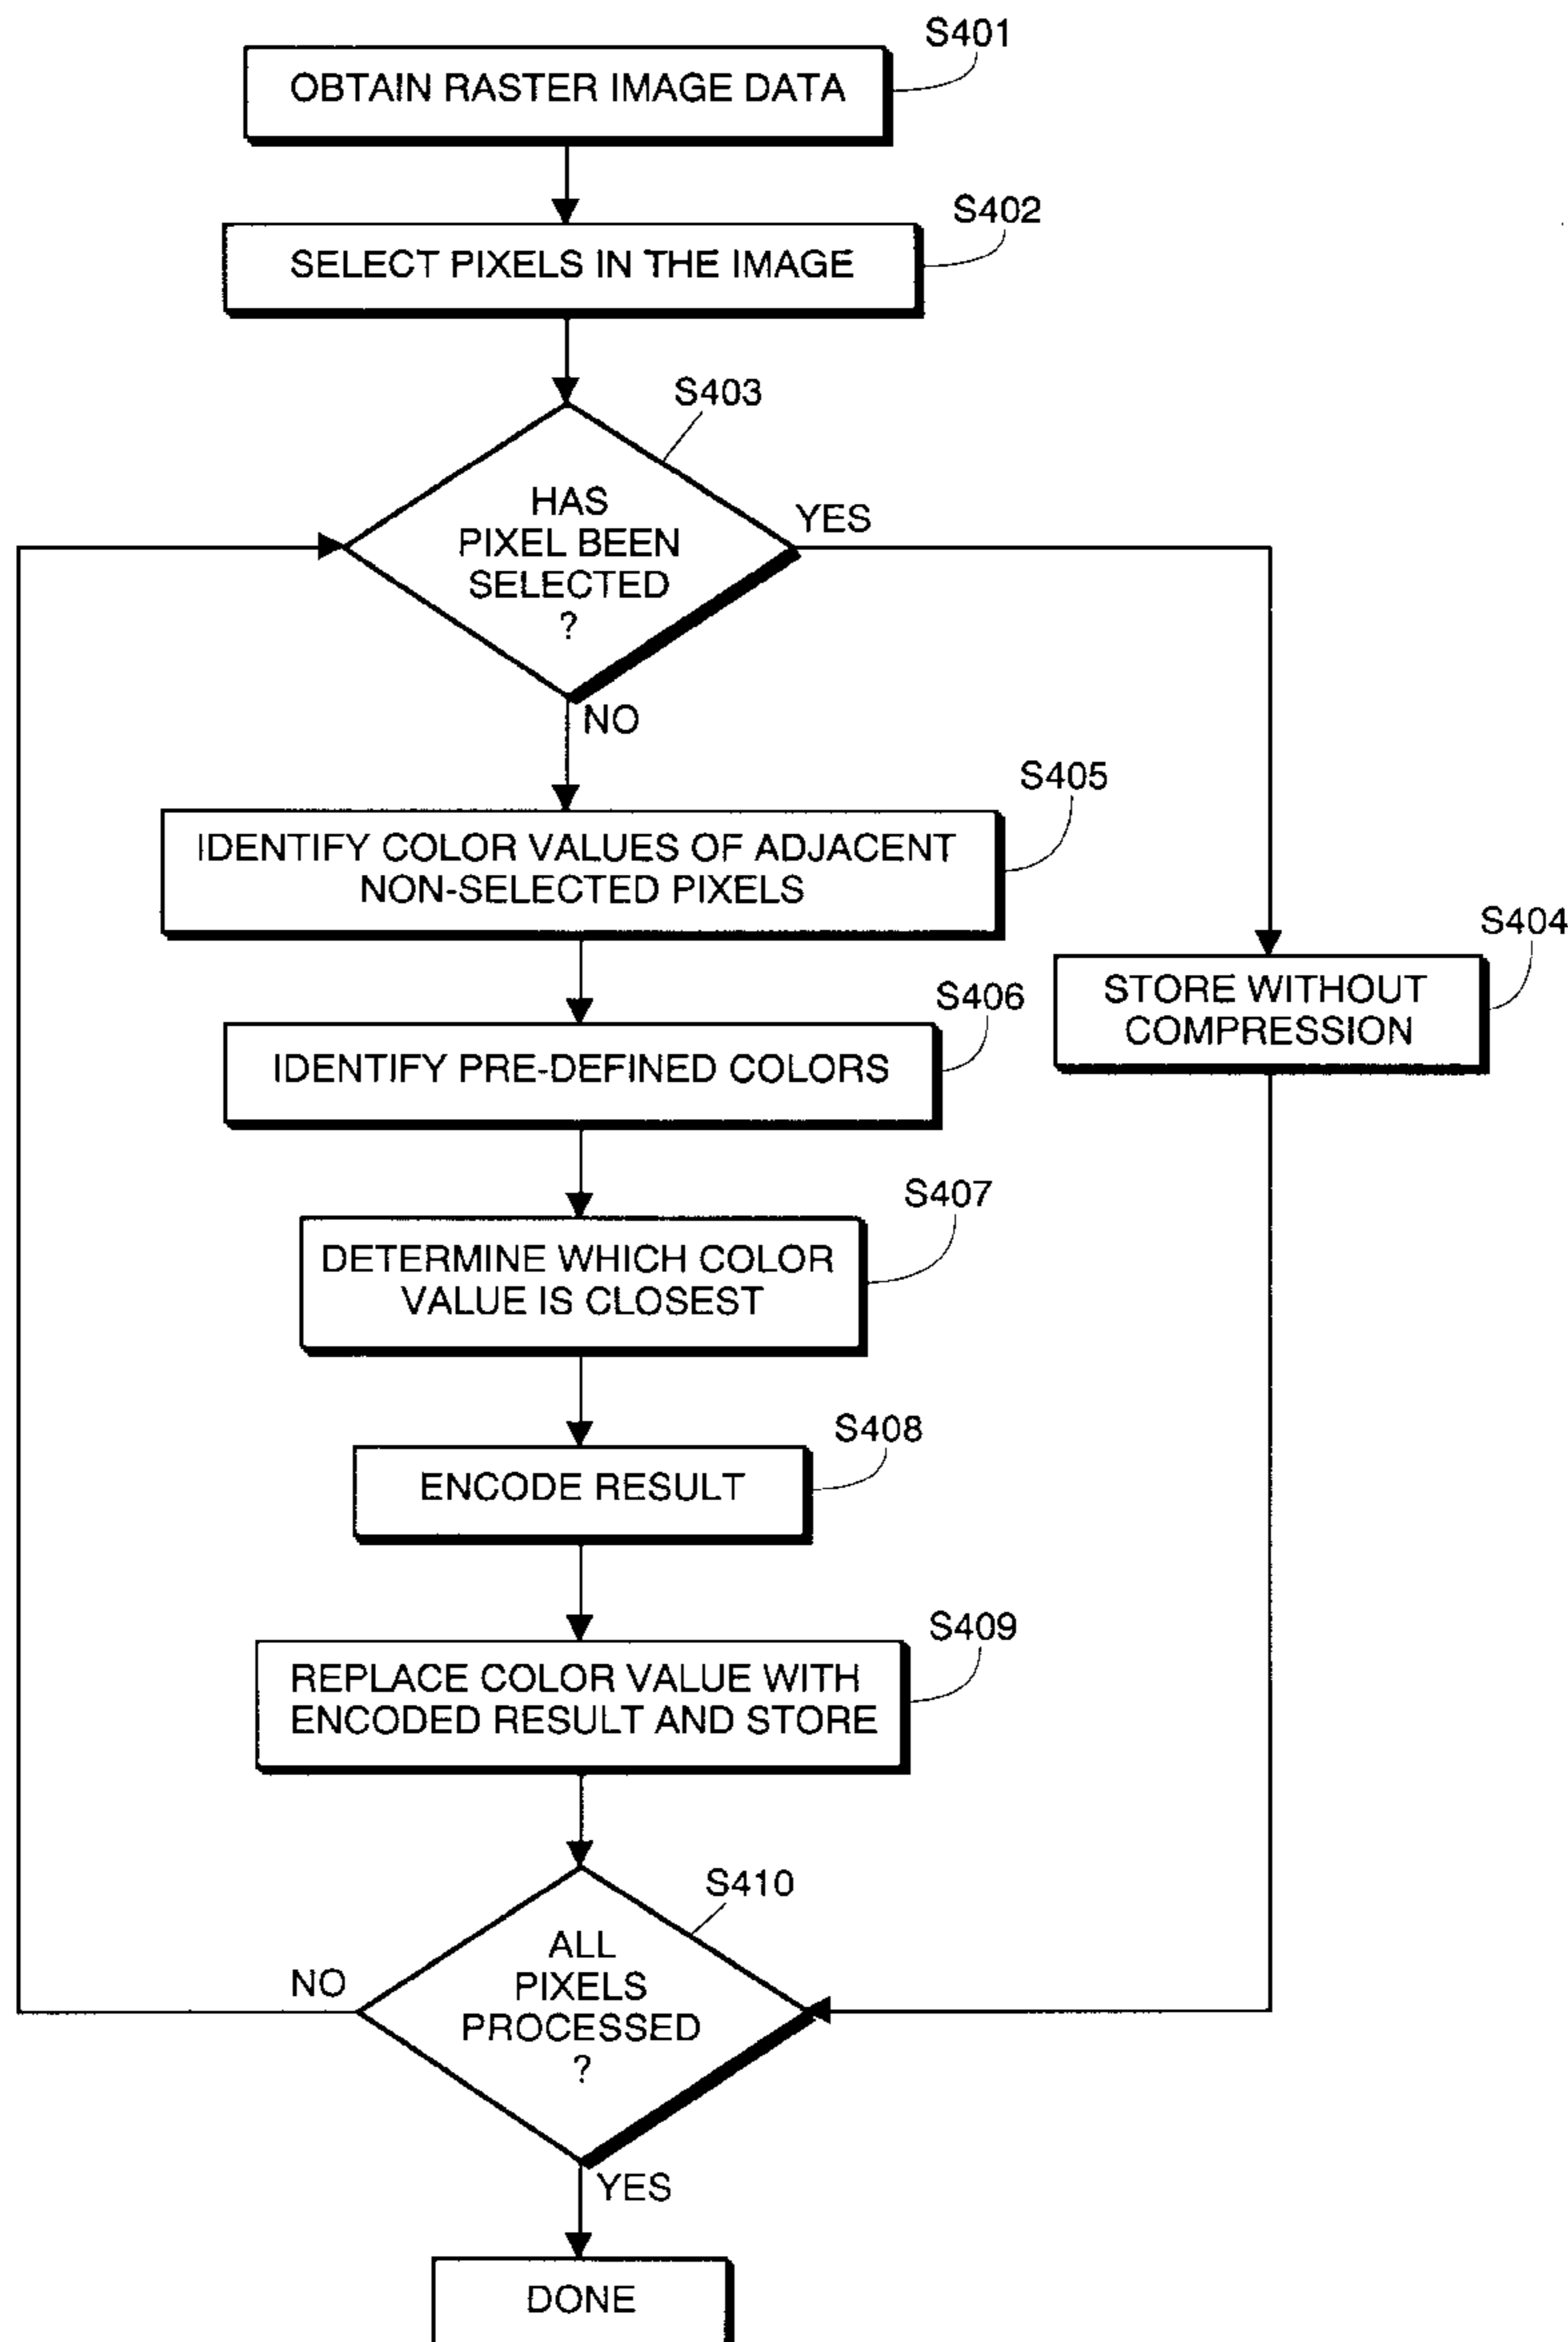 S401
OBTAIN RASTER IMAGE DATA
S402
SELECT PIXELS IN THE IMAGE
S403
HAS
PIXEL BEEN
SELECTED
?
YES
NO
S405
IDENTIFY COLOR VALUES OF ADJACENT
NON-SELECTED PIXELS
S404
STORE WITHOUT
COMPRESSION
S406
IDENTIFY PRE-DEFINED COLORS
S407
DETERMINE WHICH COLOR
VALUE IS CLOSEST
S408
ENCODE RESULT
S409
REPLACE COLOR VALUE WITH
ENCODED RESULT AND STORE
S410
ALL
PIXELS
PROCESSED
?
NO
YES
DONE